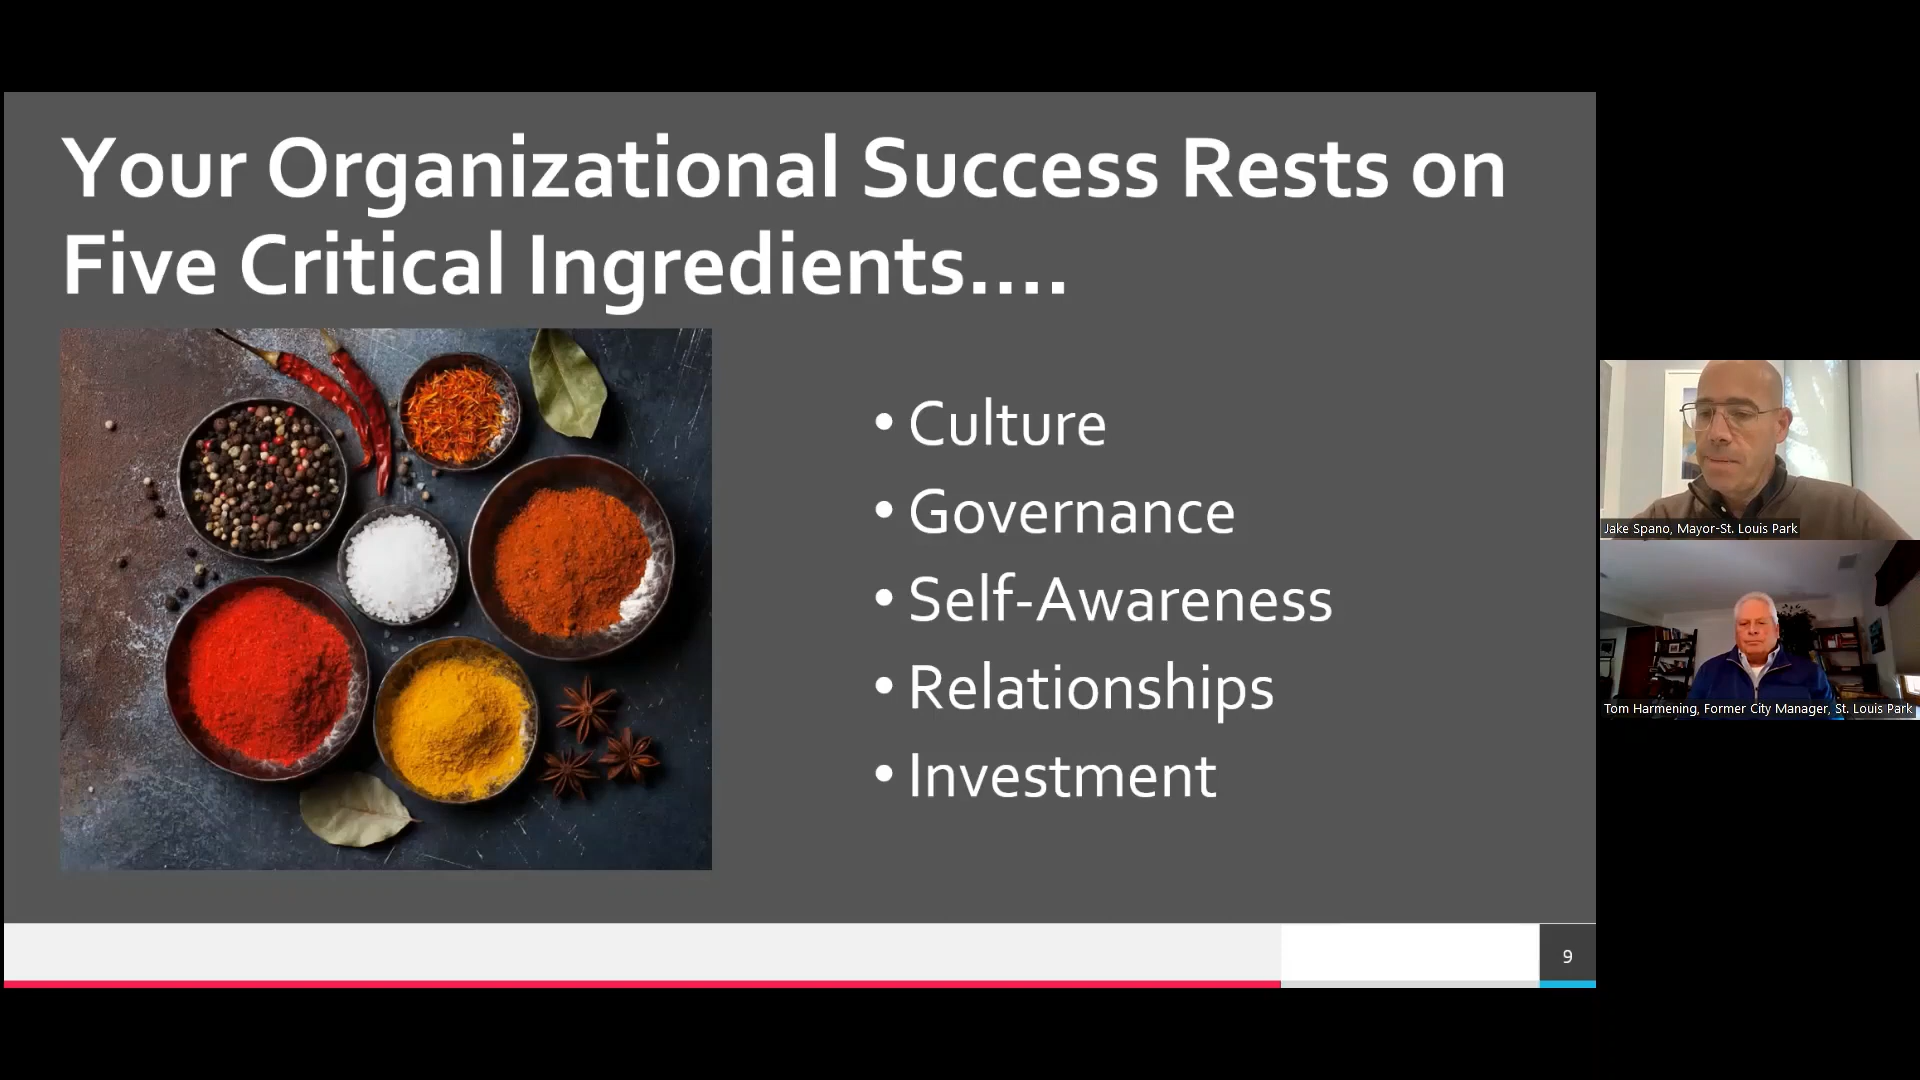 Your Organizational Success Rests on
Five Critical Ingredients....
• Culture
• Governance
• Self-Awareness
• Relationships
• Investment
9
Jake Spano, Mayor-St. Louis Park
Tom Harmening, Former City Manager, St. Louis Park